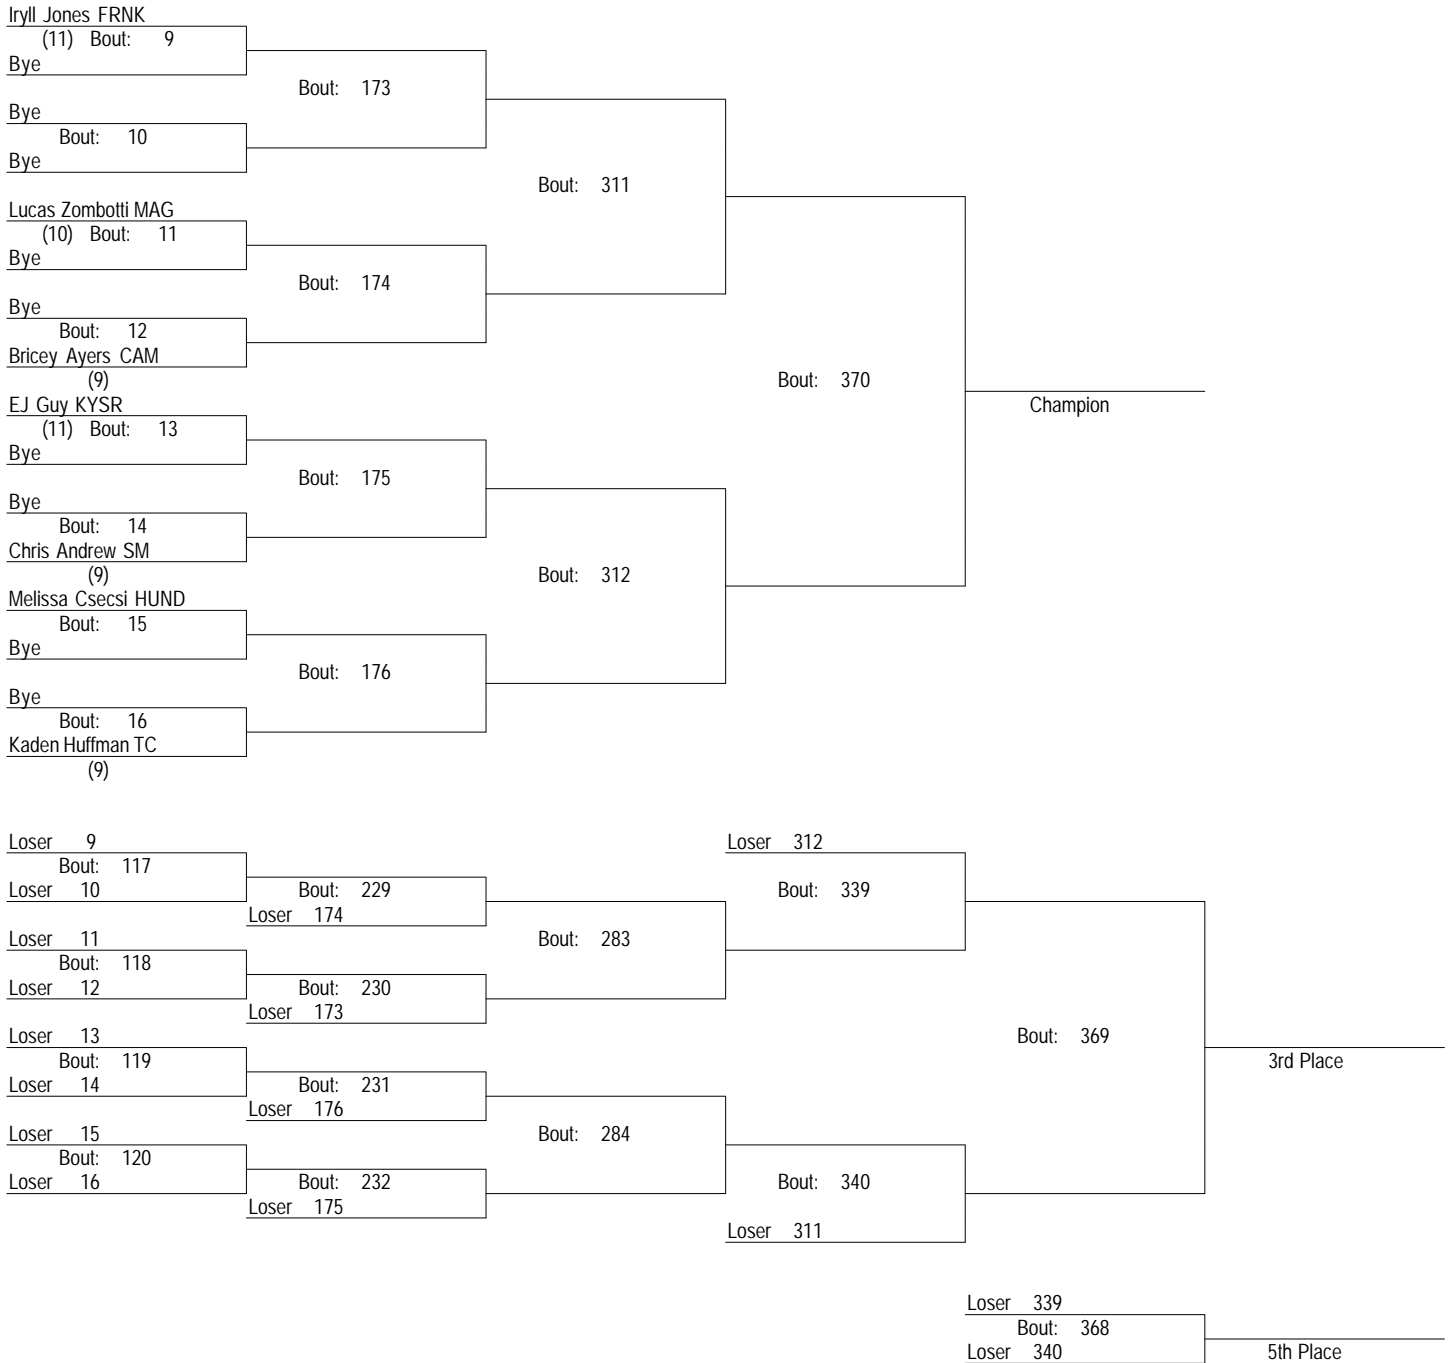 Iryll Jones FRNK
(11) Bout: 9
Bye
Bout: 173
Bye
Bout: 10
Bye
Bout: 311
Lucas Zombotti MAG
(10) Bout: 11
Bye
Bout: 174
Bye
Bout: 12
Bricey Ayers CAM
(9)
Bout: 370
EJ Guy KYSR
Champion
(11) Bout: 13
Bye
Bout: 175
Bye
Bout: 14
Chris Andrew SM
(9)
Bout: 312
Melissa Csecsi HUND
Bout: 15
Bye
Bout: 176
Bye
Bout: 16
Kaden Huffman TC
(9)
Loser 9
Loser 312
Bout: 117
Loser 10
Bout: 229
Bout: 339
Loser 174
Loser 11
Bout: 283
Bout: 118
Loser 12
Bout: 230
Loser 173
Loser 13
Bout: 369
Bout: 119
3rd Place
Loser 14
Bout: 231
Loser 176
Loser 15
Bout: 284
Bout: 120
Loser 16
Bout: 232
Bout: 340
Loser 175
Loser 311
Loser 339
Bout: 368
Loser 340
5th Place